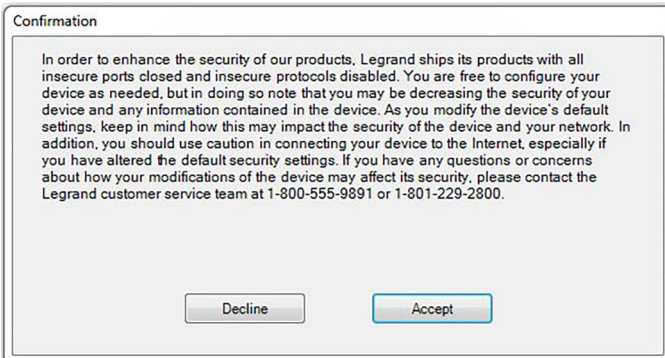 Confirmation
In order to enhance the security of our products, Legrand ships its products with all
insecure ports closed and insecure protocols disabled. You are free to configure your
device as needed, but in doing so note that you may be decreasing the security of your
device and any information contained in the device. As you modify the device's default
settings, keep in mind how this may impact the security of the device and your network. In
addition, you should use caution in connecting your device to the Internet, especially if
you have altered the default security settings. If you have any questions or concerns
about how your modifications of the device may affect its security, please contact the
Legrand customer service team at 1-800-555-9891 or 1-801-229-2800.
Decline
Accept